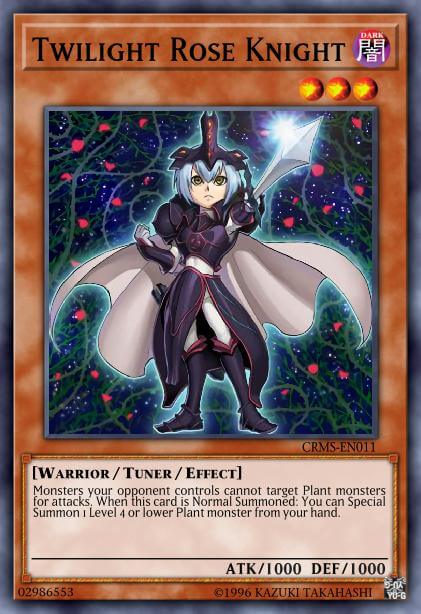 Twilight Rose Knight
DARK
闇
CRMS-EN011
[Warrior / Tuner / Effect]
Monsters your opponent controls cannot target Plant monsters
for attacks. When this card is Normal Summoned: You can Special
Summon 1 Level 4 or lower Plant monster from your hand.
ATK/1000 DEF/1000
02986553
©1996 KAZUKI TAKAHASHI